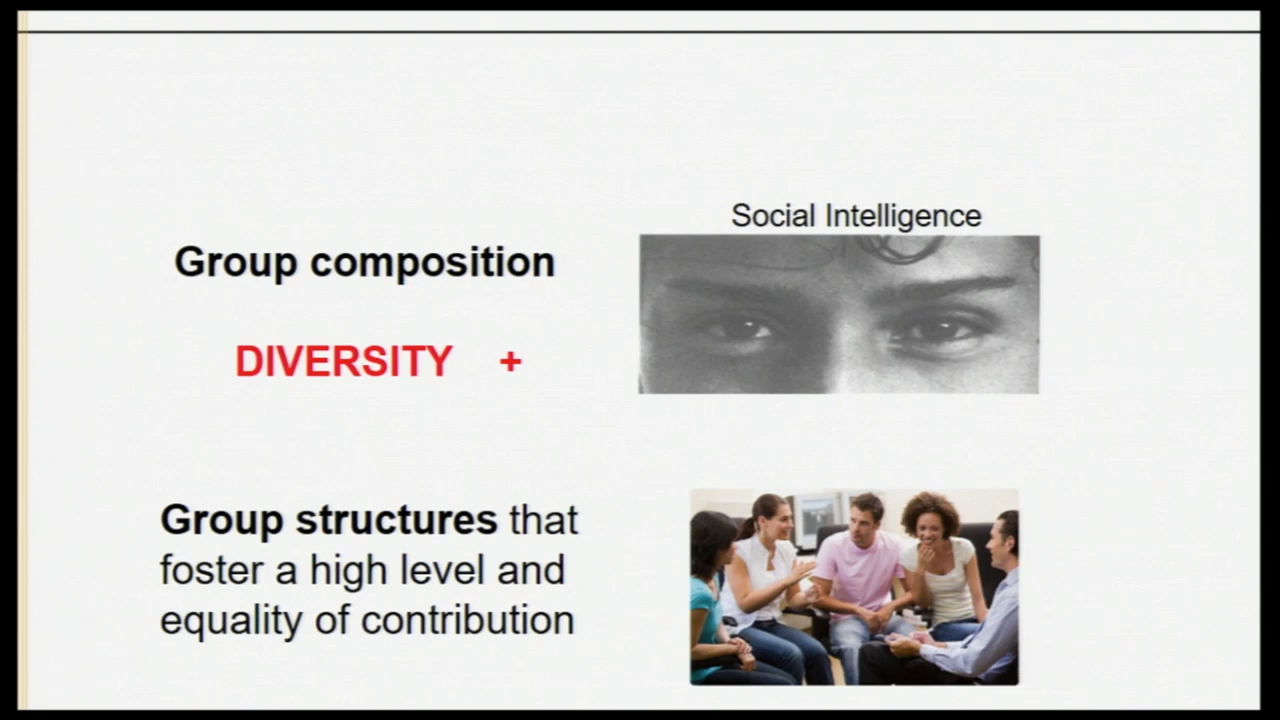 Social Intelligence
Group composition
DIVERSITY +
Group structures that
foster a high level and
equality of contribution